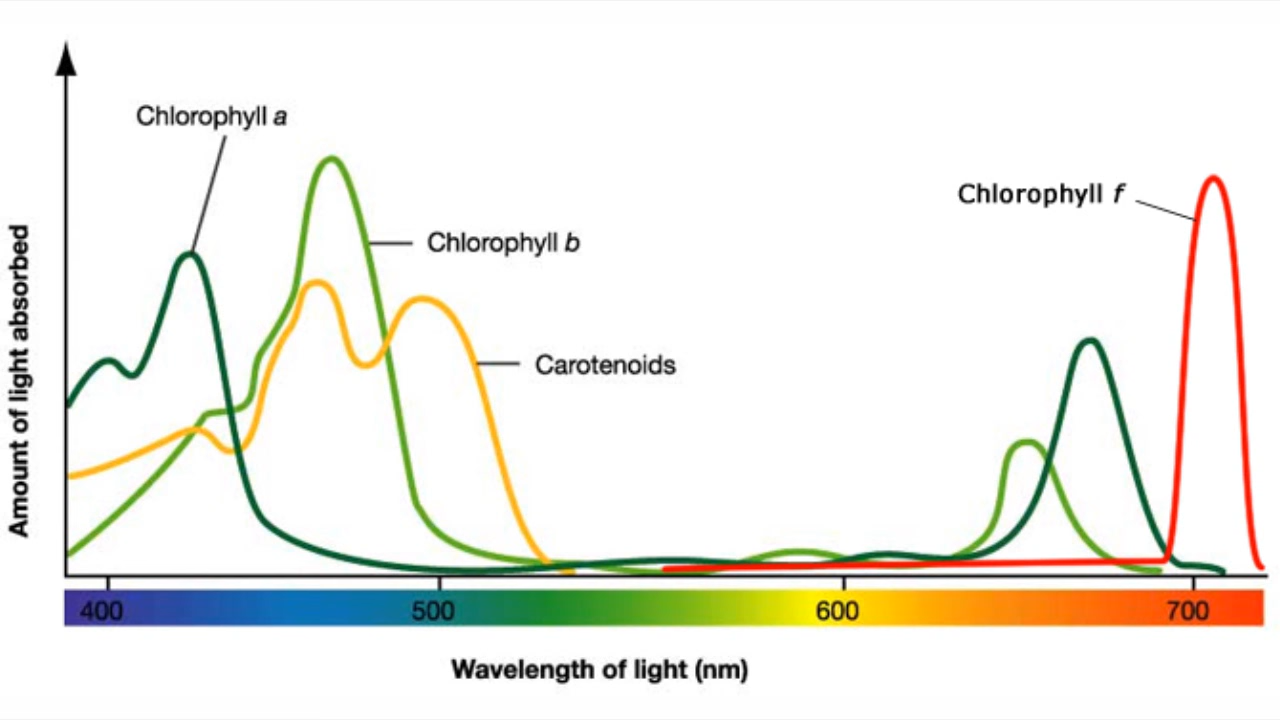 Chlorophyll a
Chlorophyll f
Chlorophyll b
Carotenoids
Amount of light absorbed
400 500 600 700
Wavelength of light (nm)